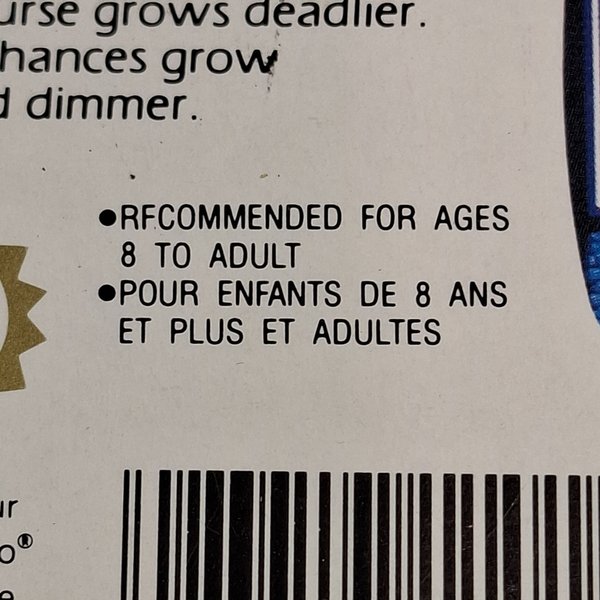 urse grows deadlier.
hances grow
d dimmer.
●RFCOMMENDED FOR AGES
8 TO ADULT
●POUR ENFANTS DE 8 ANS
ET PLUS ET ADULTES
ur
o®
e